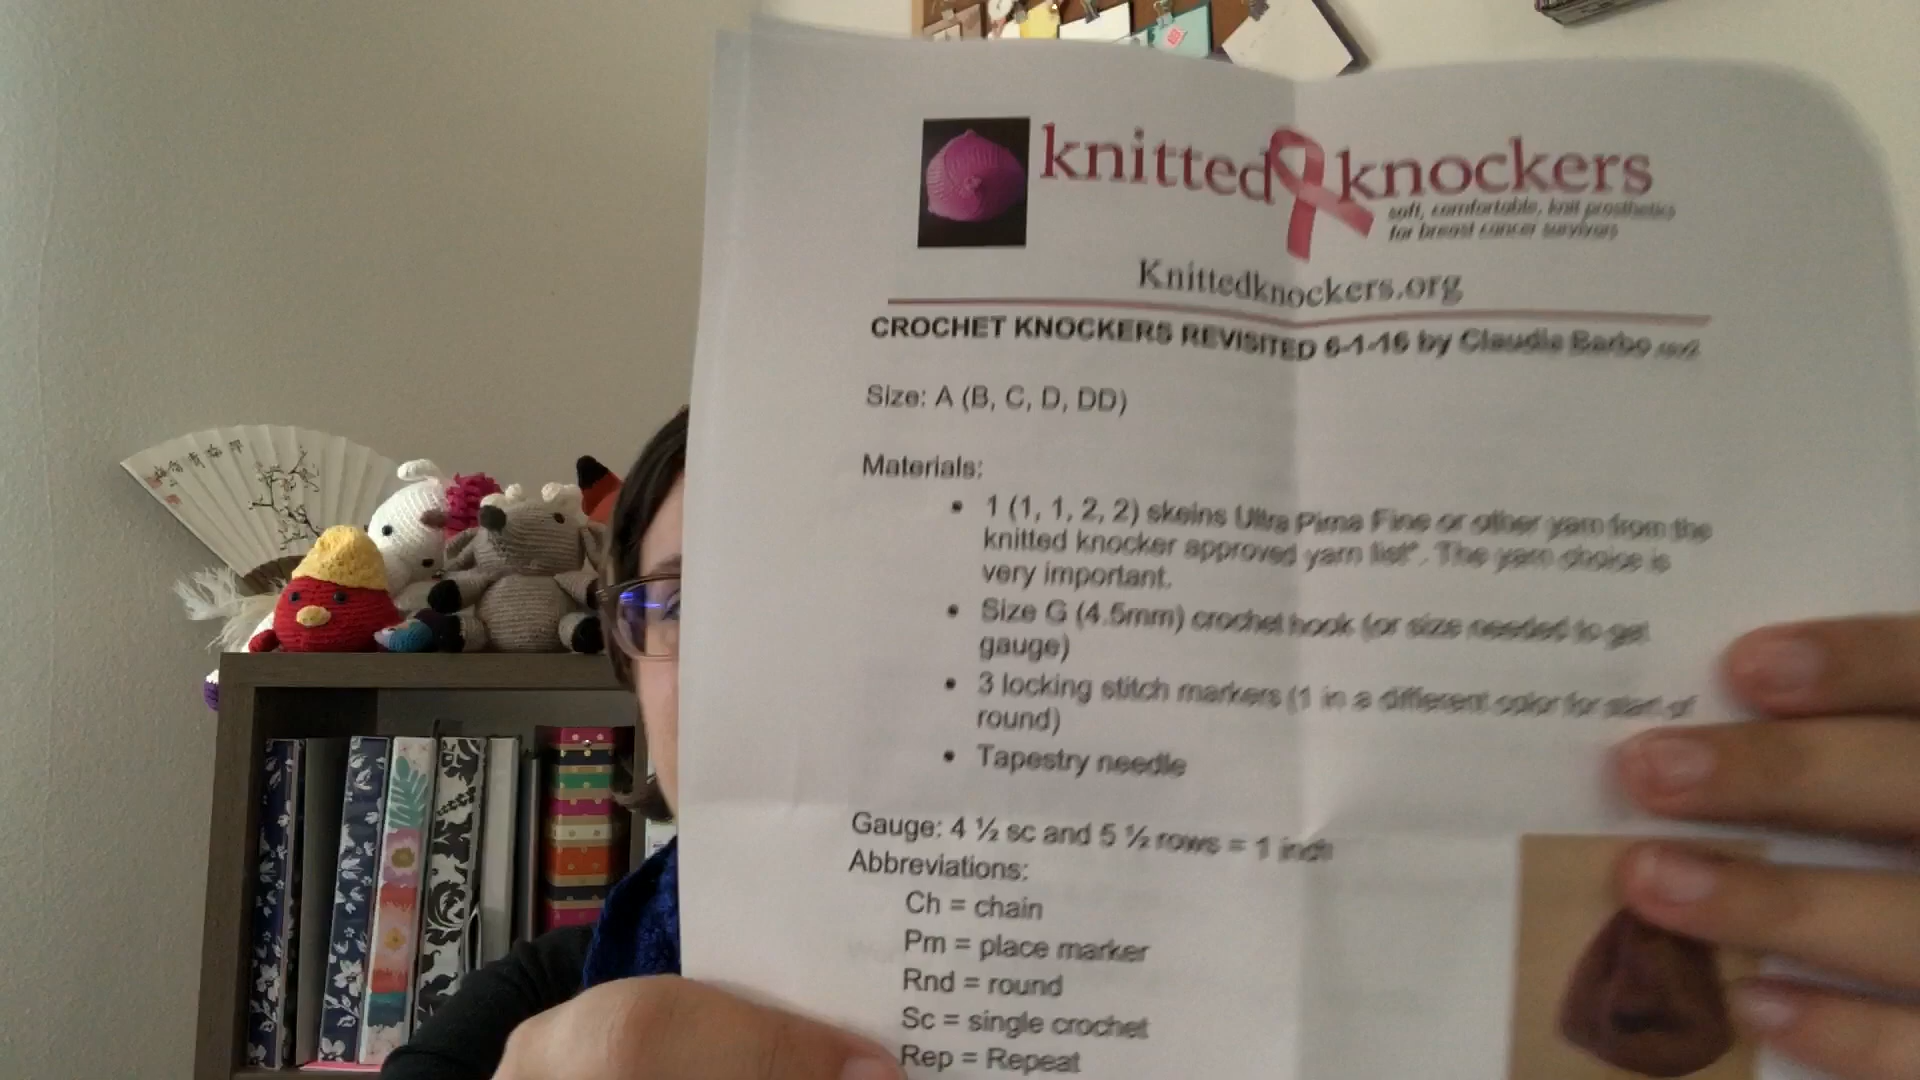 knitted knockers
soft, comfortable, knit prosthetics
for breast cancer survivors
Knittedknockers.org
CROCHET KNOCKERS REVISITED 6-1-16 by Claudia Barbo
Size: A (B, C, D, DD)
Materials:
• 1 (1, 1, 2, 2) skeins Ultra Pima Fine or other yarn from the
knitted knocker approved yarn list*. The yarn choice is
very important.
• Size G (4.5mm) crochet hook (or size needed to get
gauge)
• 3 locking stitch markers (1 in a different color for start of
round)
• Tapestry needle
Gauge: 4 ½ sc and 5 ½ rows = 1 inch
Abbreviations:
Ch = chain
Pm = place marker
Rnd = round
Sc = single crochet
Rep = Repeat